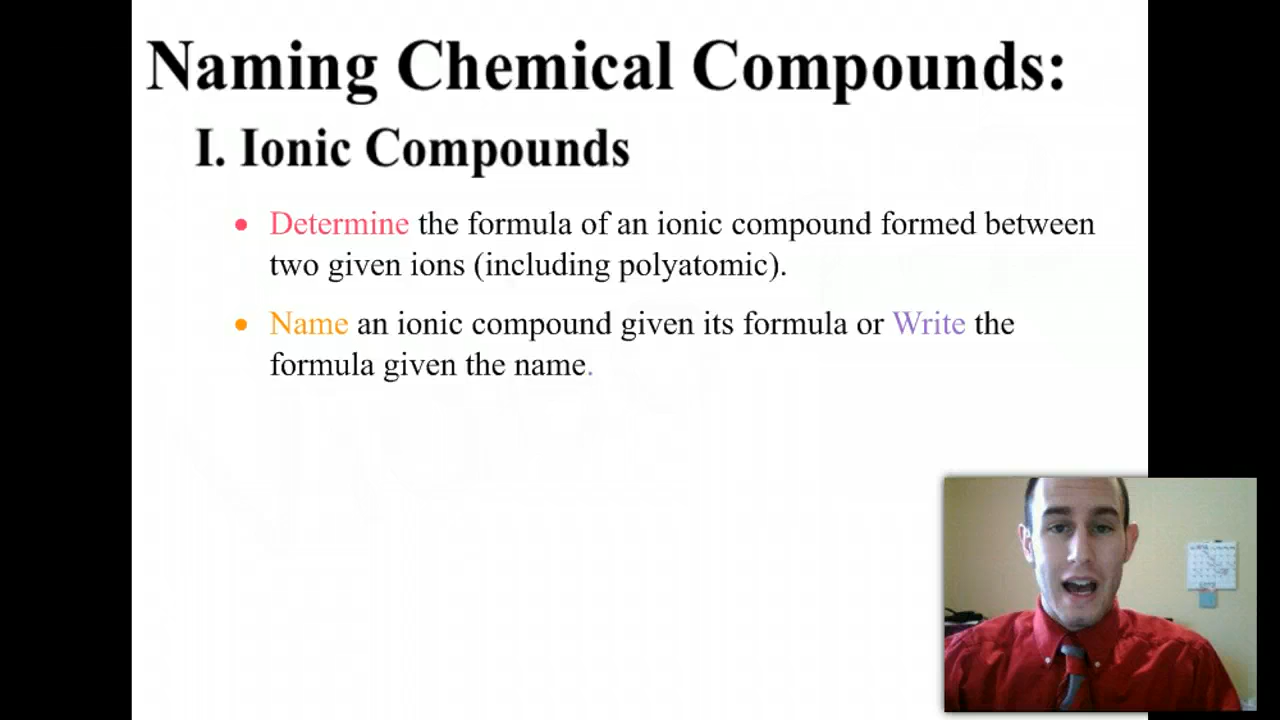 Naming Chemical Compounds:
I. Ionic Compounds
• Determine the formula of an ionic compound formed between
two given ions (including polyatomic).
• Name an ionic compound given its formula or Write the
formula given the name.